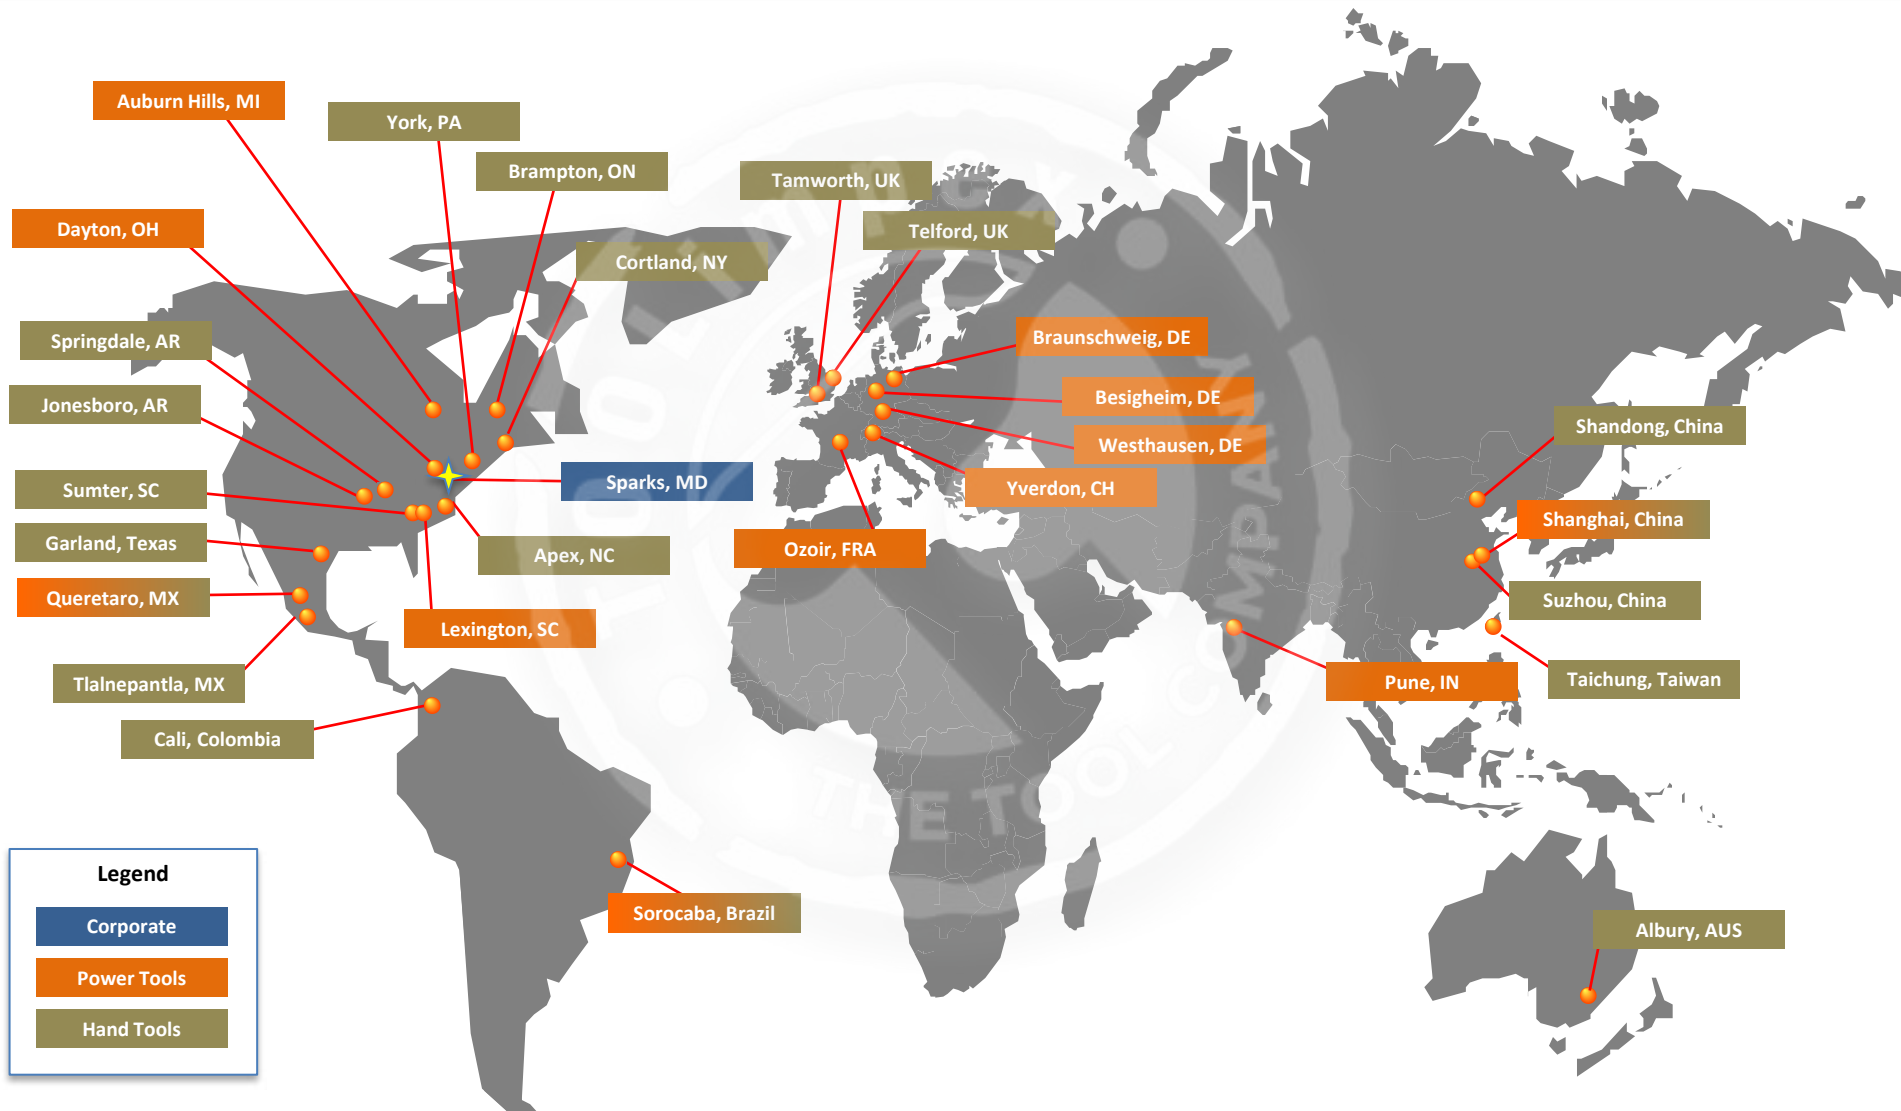 Auburn Hills, MI
York, PA
Brampton, ON
Tamworth, UK
Dayton, OH
Telford, UK
Cortland, NY
Springdale, AR
Braunschweig, DE
Jonesboro, AR
Besigheim, DE
Shandong, China
Westhausen, DE
Sumter, SC
Sparks, MD
Yverdon, CH
Shanghai, China
Garland, Texas
Apex, NC
Ozoir, FRA
Queretaro, MX
Suzhou, China
Lexington, SC
Tlalnepantla, MX
Pune, IN
Taichung, Taiwan
Cali, Colombia
Sorocaba, Brazil
Albury, AUS
Legend
Corporate
Power Tools
Hand Tools
THE TOOL COMPANY